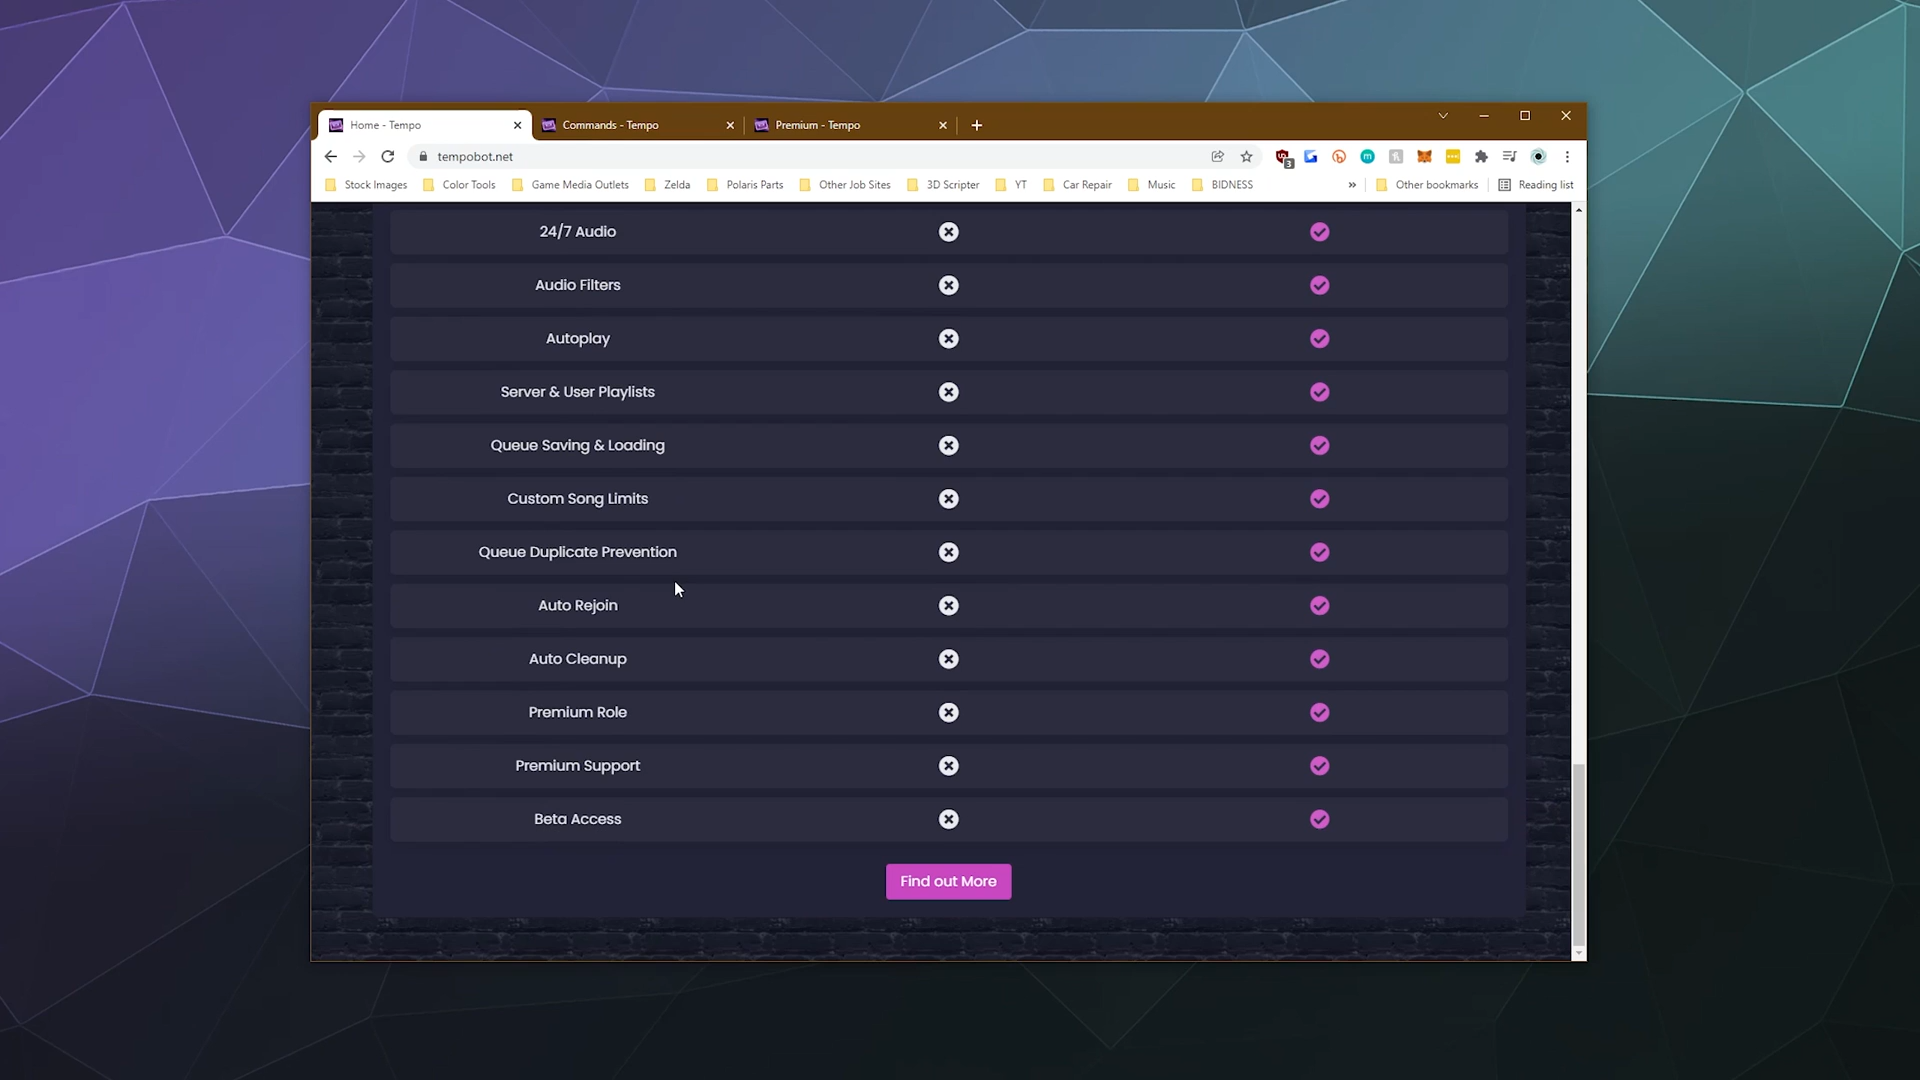 Home - Tempo
Commands - Tempo
Premium - Tempo
tempobot.net
3
Stock Images
Color Tools
Game Media Outlets
Zelda
Polaris Parts
Other Job Sites
3D Scripter
YT
Car Repair
Music
BIDNESS
Other bookmarks
Reading list
24/7 Audio
Audio Filters
Autoplay
Server & User Playlists
Queue Saving & Loading
Custom Song Limits
Queue Duplicate Prevention
Auto Rejoin
Auto Cleanup
Premium Role
Premium Support
Beta Access
Find out More